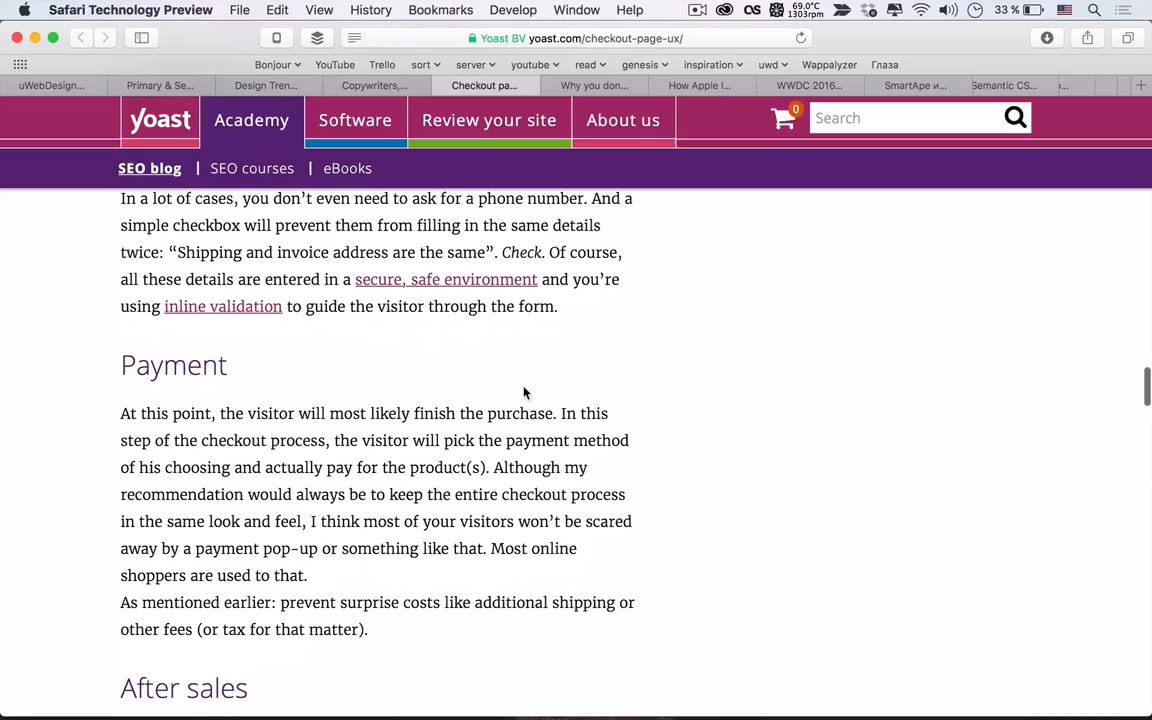 Safari Technology Preview File Edit View History Bookmarks Develop Window Help 69.0°C 1303rpm 33 %
Yoast BV yoast.com/checkout-page-ux/
Bonjour YouTube Trello sort server youtube read genesis inspiration uwd Wappalyzer Глаза
uWebDesign... Primary & Se... Design Tren... Copywriters,... Checkout pa... Why you don... How Apple I... WWDC 2016... SmartApe и... Semantic CS...
yoast Academy Software Review your site About us 0 Search
SEO blog | SEO courses | eBooks
In a lot of cases, you don’t even need to ask for a phone number. And a
simple checkbox will prevent them from filling in the same details
twice: “Shipping and invoice address are the same”. Check. Of course,
all these details are entered in a secure, safe environment and you’re
using inline validation to guide the visitor through the form.
Payment
At this point, the visitor will most likely finish the purchase. In this
step of the checkout process, the visitor will pick the payment method
of his choosing and actually pay for the product(s). Although my
recommendation would always be to keep the entire checkout process
in the same look and feel, I think most of your visitors won’t be scared
away by a payment pop-up or something like that. Most online
shoppers are used to that.
As mentioned earlier: prevent surprise costs like additional shipping or
other fees (or tax for that matter).
After sales